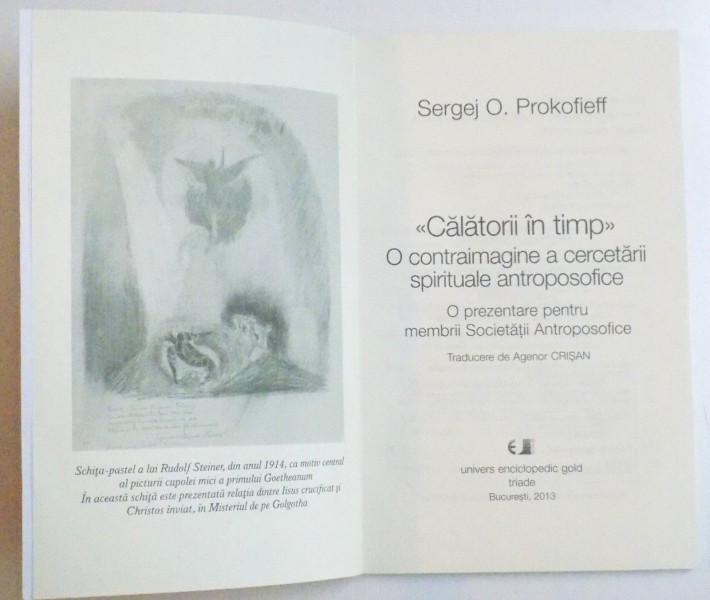 Schița-pastel a lui Rudolf Steiner, din anul 1914, ca motiv central
al picturii cupolei mici a primului Goetheanum
În această schiță este prezentată relația dintre Iisus crucificat și
Christos înviat, în Misteriul de pe Golgotha
Sergej O. Prokofieff
«Călătorii în timp»
O contraimagine a cercetării
spirituale antroposofice
O prezentare pentru
membrii Societății Antroposofice
Traducere de Agenor CRIȘAN
univers enciclopedic gold
triade
București, 2013